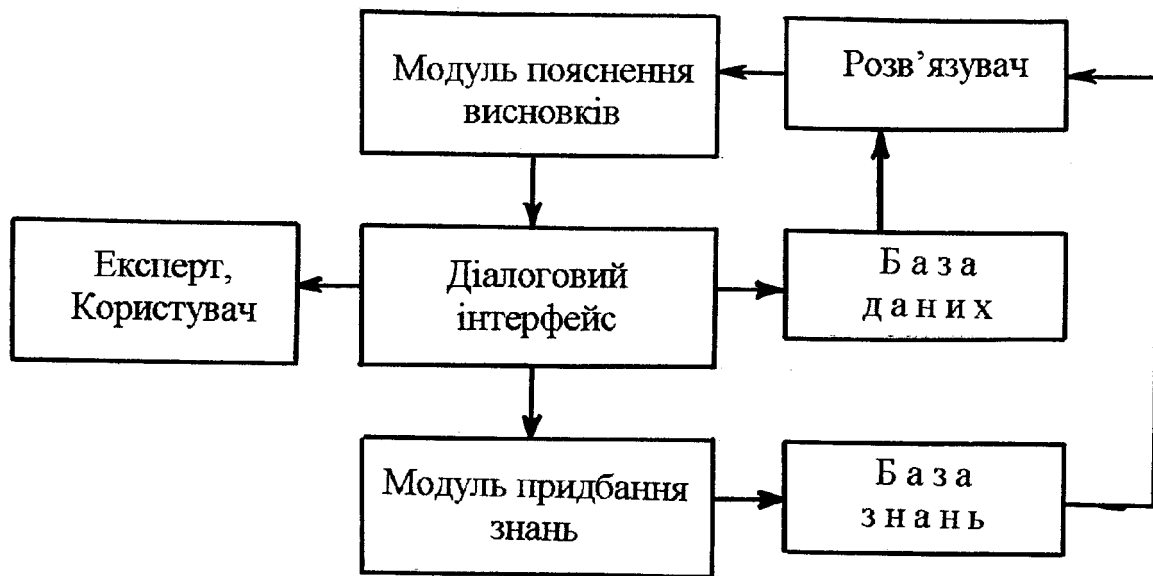 Модуль пояснення
висновків
Розв’язувач
Експерт,
Користувач
Діалоговий
інтерфейс
База
даних
Модуль придбання
знань
База
знань